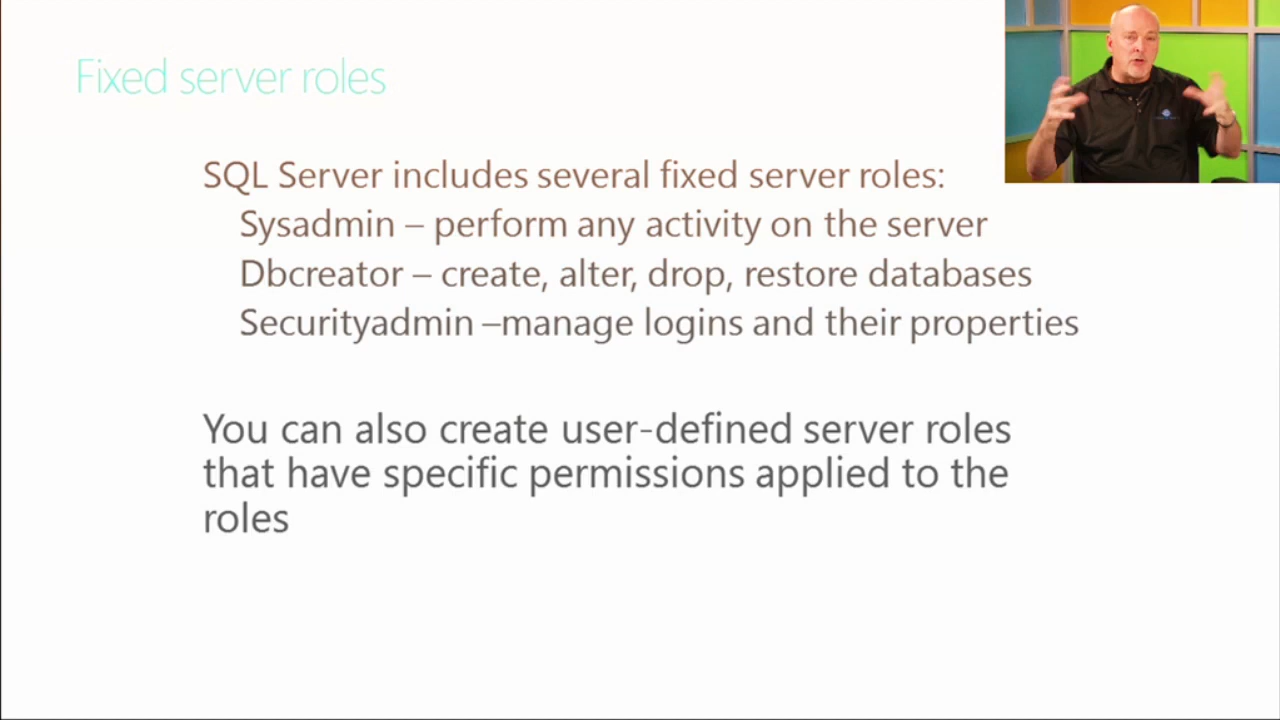 Fixed server roles
SQL Server includes several fixed server roles:
Sysadmin – perform any activity on the server
Dbcreator – create, alter, drop, restore databases
Securityadmin –manage logins and their properties
You can also create user-defined server roles
that have specific permissions applied to the
roles